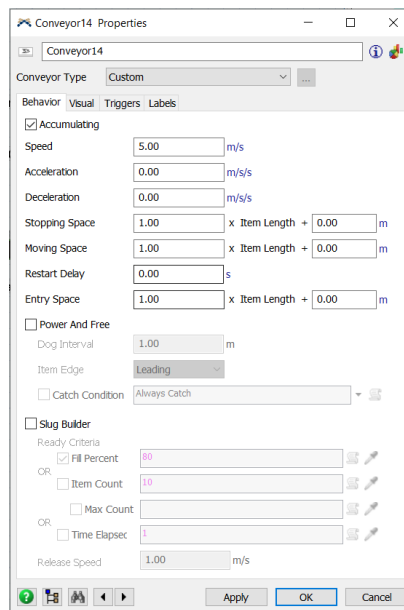 Conveyor14 Properties
Conveyor14
Conveyor Type Custom ...
Behavior Visual Triggers Labels
Accumulating
Speed 5.00 m/s
Acceleration 0.00 m/s/s
Deceleration 0.00 m/s/s
Stopping Space 1.00 x Item Length + 0.00 m
Moving Space 1.00 x Item Length + 0.00 m
Restart Delay 0.00 s
Entry Space 1.00 x Item Length + 0.00 m
Power And Free
Dog Interval 1.00 m
Item Edge Leading
Catch Condition Always Catch
Slug Builder
Ready Criteria
Fill Percent 80
OR
Item Count 10
Max Count
OR
Time Elapsec 1
Release Speed 1.00 m/s
? Apply OK Cancel